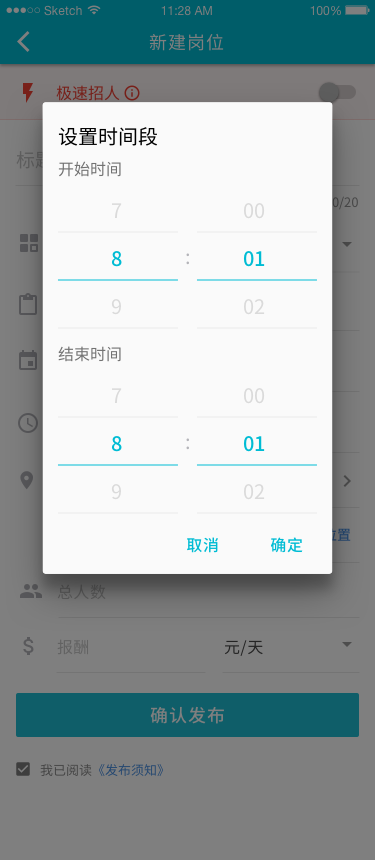 ●●●○○ Sketch 11:28 AM 100%
新建岗位
极速招人
设置时间段
开始时间
标题
0/20
7 00
8 : 01
9 02
结束时间
7 00
8 : 01
9 02
位置
取消 确定
总人数
$ 报酬 元/天
确认发布
我已阅读《发布须知》